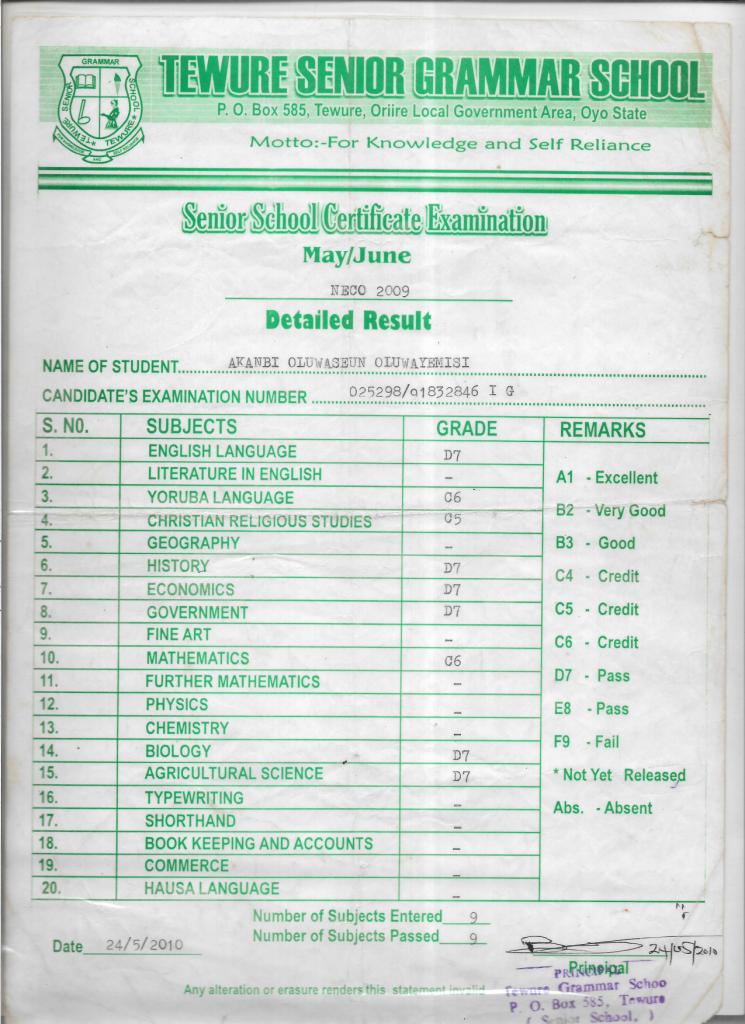 GRAMMAR
SENIOR
SCHOOL
TEWURE
TEWURE SENIOR GRAMMAR SCHOOL
P. O. Box 585, Tewure, Oriire Local Government Area, Oyo State
Motto:-For Knowledge and Self Reliance
Senior School Certificate Examination
May/June
NECO 2009
Detailed Result
NAME OF STUDENT AKANBI OLUWASEUN OLUWAYEMISI
CANDIDATE'S EXAMINATION NUMBER 025298/91832846 I G
S. NO. SUBJECTS GRADE REMARKS
1. ENGLISH LANGUAGE D7
2. LITERATURE IN ENGLISH –
3. YORUBA LANGUAGE C6
4. CHRISTIAN RELIGIOUS STUDIES C5
5. GEOGRAPHY –
6. HISTORY D7
7. ECONOMICS D7
8. GOVERNMENT D7
9. FINE ART –
10. MATHEMATICS C6
11. FURTHER MATHEMATICS –
12. PHYSICS –
13. CHEMISTRY –
14. BIOLOGY D7
15. AGRICULTURAL SCIENCE D7
16. TYPEWRITING –
17. SHORTHAND –
18. BOOK KEEPING AND ACCOUNTS –
19. COMMERCE –
20. HAUSA LANGUAGE –
A1 - Excellent
B2 - Very Good
B3 - Good
C4 - Credit
C5 - Credit
C6 - Credit
D7 - Pass
E8 - Pass
F9 - Fail
* Not Yet Released
Abs. - Absent
Number of Subjects Entered 9
Number of Subjects Passed 9
Date 24/5/2010
24/05/2010
Principal
PRINCIPAL
Tewure Grammar Schoo
P. O. Box 585, Tewure
( Senior School, )
Any alteration or erasure renders this statement invalid